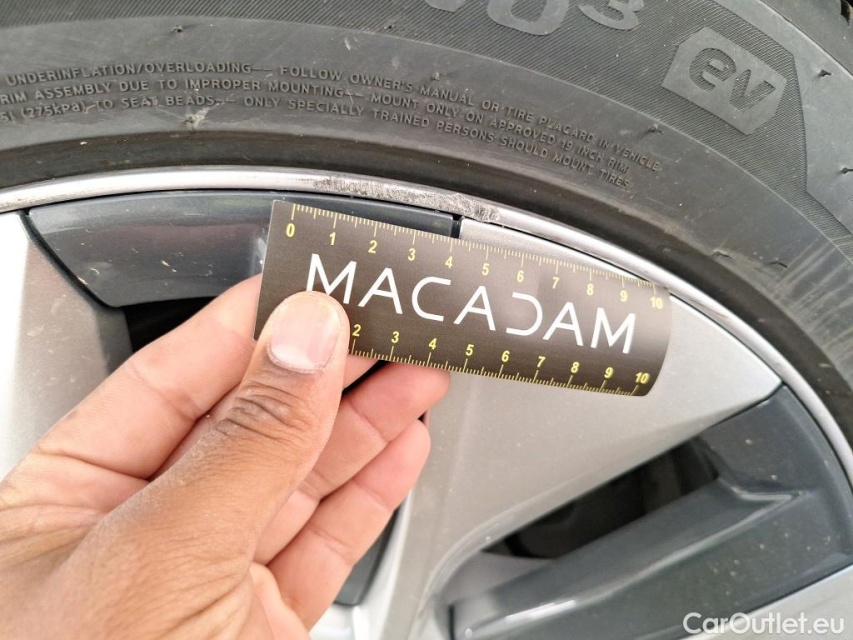 ev
UNDERINFLATION/OVERLOADING— FOLLOW OWNER'S MANUAL OR TIRE PLACARD IN VEHICLE
RIM ASSEMBLY DUE TO IMPROPER MOUNTING— MOUNT ONLY ON APPROVED 19 INCH RIM
(275kPa) TO SEAT BEADS— ONLY SPECIALLY TRAINED PERSONS SHOULD MOUNT TIRES
0 1 2 3 4 5 6 7 8 9 10
MACADAM
2 3 4 5 6 7 8 9 10
CarOutlet.eu